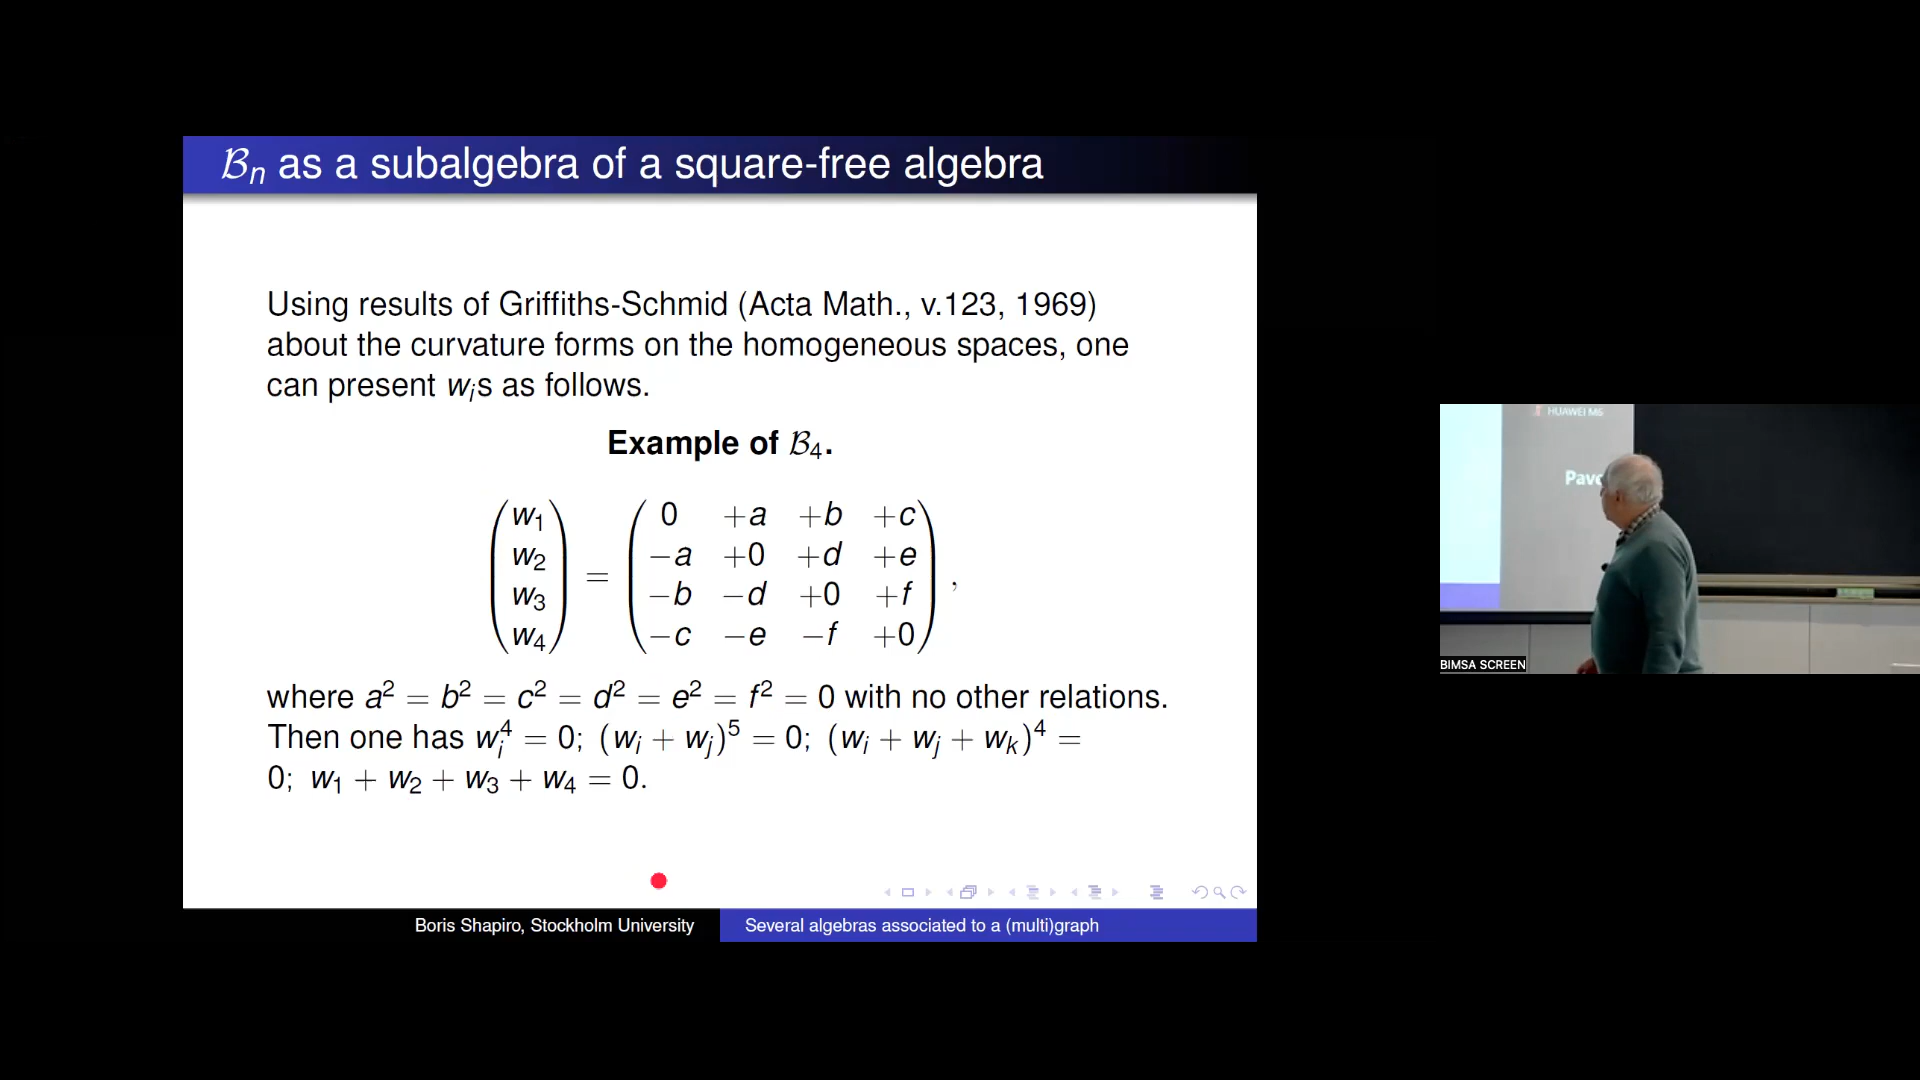 ℬₙ as a subalgebra of a square-free algebra
Using results of Griffiths-Schmid (Acta Math., v.123, 1969)
about the curvature forms on the homogeneous spaces, one
can present wᵢs as follows.
Example of ℬ₄.
w₁ 0 +a +b +c
w₂ −a +0 +d +e
w₃ = −b −d +0 +f ,
w₄ −c −e −f +0
where a² = b² = c² = d² = e² = f² = 0 with no other relations.
Then one has wᵢ⁴ = 0; (wᵢ + wⱼ)⁵ = 0; (wᵢ + wⱼ + wₖ)⁴ =
0; w₁ + w₂ + w₃ + w₄ = 0.
Boris Shapiro, Stockholm University
Several algebras associated to a (multi)graph
HUAWEI M6
BIMSA SCREEN